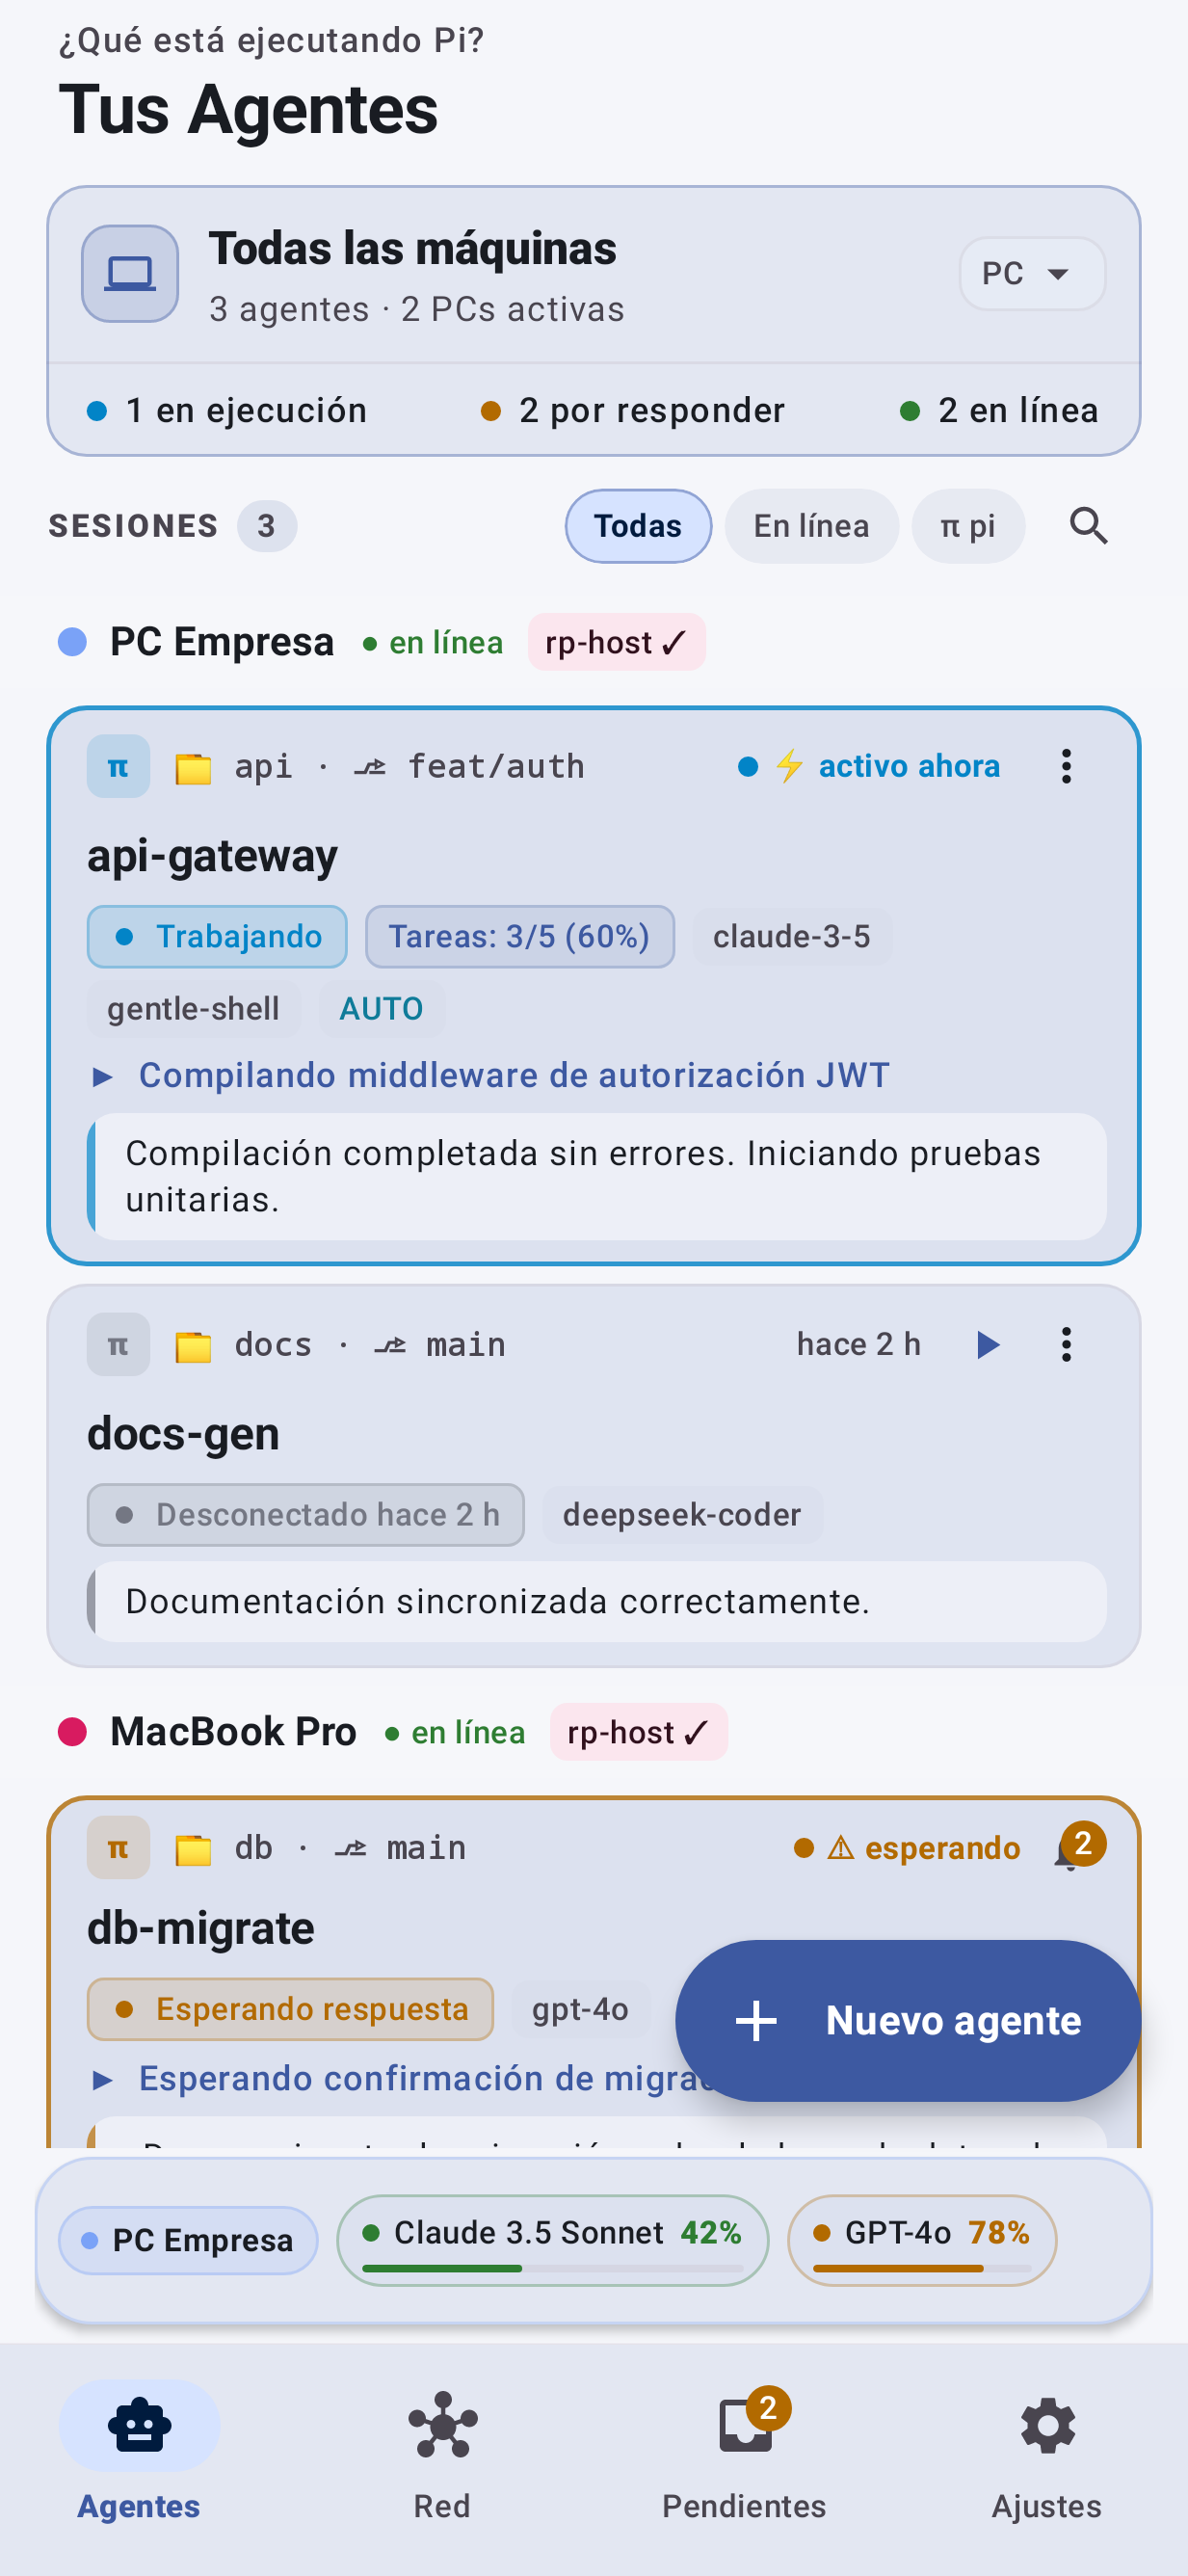 ¿Qué está ejecutando Pi?
Tus Agentes
Todas las máquinas
3 agentes · 2 PCs activas
PC
1 en ejecución
2 por responder
2 en línea
SESIONES 3
Todas
En línea
π pi
PC Empresa
en línea
rp-host ✓
π
api · feat/auth
⚡ activo ahora
api-gateway
Trabajando
Tareas: 3/5 (60%)
claude-3-5
gentle-shell
AUTO
► Compilando middleware de autorización JWT
Compilación completada sin errores. Iniciando pruebas
unitarias.
π
docs · main
hace 2 h
docs-gen
Desconectado hace 2 h
deepseek-coder
Documentación sincronizada correctamente.
MacBook Pro
en línea
rp-host ✓
π
db · main
⚠ esperando
2
db-migrate
Esperando respuesta
gpt-4o
Nuevo agente
► Esperando confirmación de
PC Empresa
Claude 3.5 Sonnet 42%
GPT-4o 78%
2
Agentes
Red
Pendientes
Ajustes